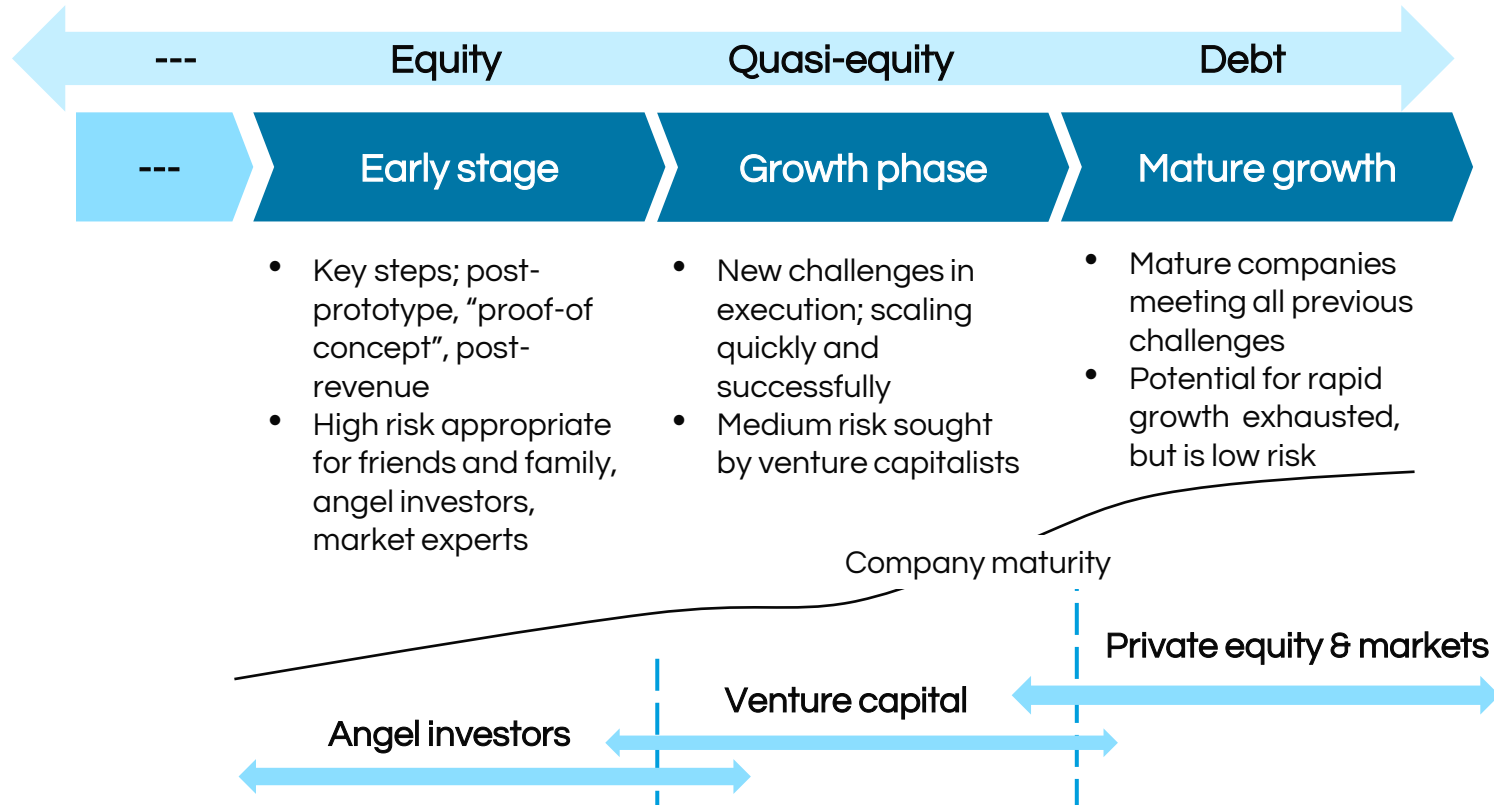 --- Equity Quasi-equity Debt
--- Early stage Growth phase Mature growth
• Key steps; post-
prototype, “proof-of
concept”, post-
revenue
• High risk appropriate
for friends and family,
angel investors,
market experts
• New challenges in
execution; scaling
quickly and
successfully
• Medium risk sought
by venture capitalists
• Mature companies
meeting all previous
challenges
• Potential for rapid
growth exhausted,
but is low risk
Company maturity
Private equity & markets
Venture capital
Angel investors